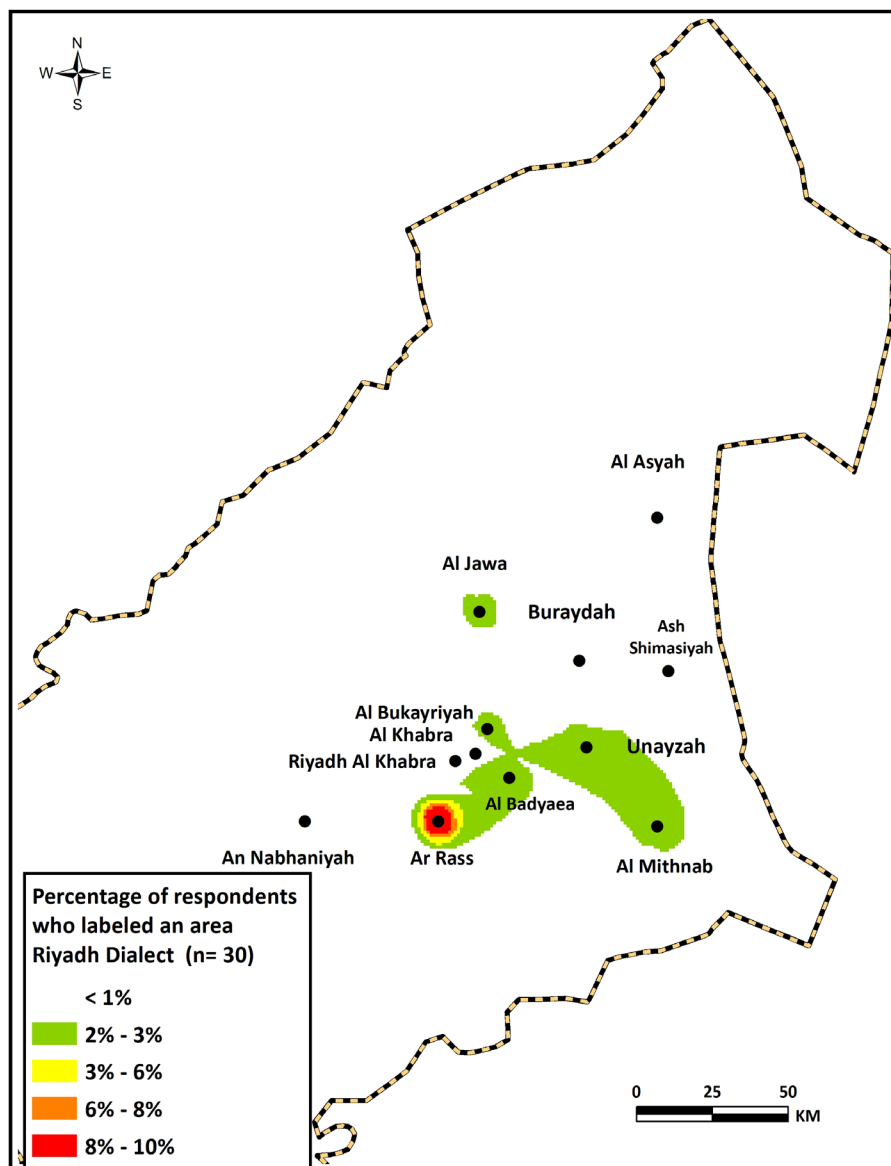 N
W E
S
Al Asyah
Al Jawa
Buraydah
Ash
Shimasiyah
Al Bukayriyah
Al Khabra
Unayzah
Riyadh Al Khabra
Al Badyaea
An Nabhaniyah
Ar Rass
Al Mithnab
Percentage of respondents
who labeled an area
Riyadh Dialect (n= 30)
< 1%
2% - 3%
3% - 6%
6% - 8%
8% - 10%
0 25 50
KM